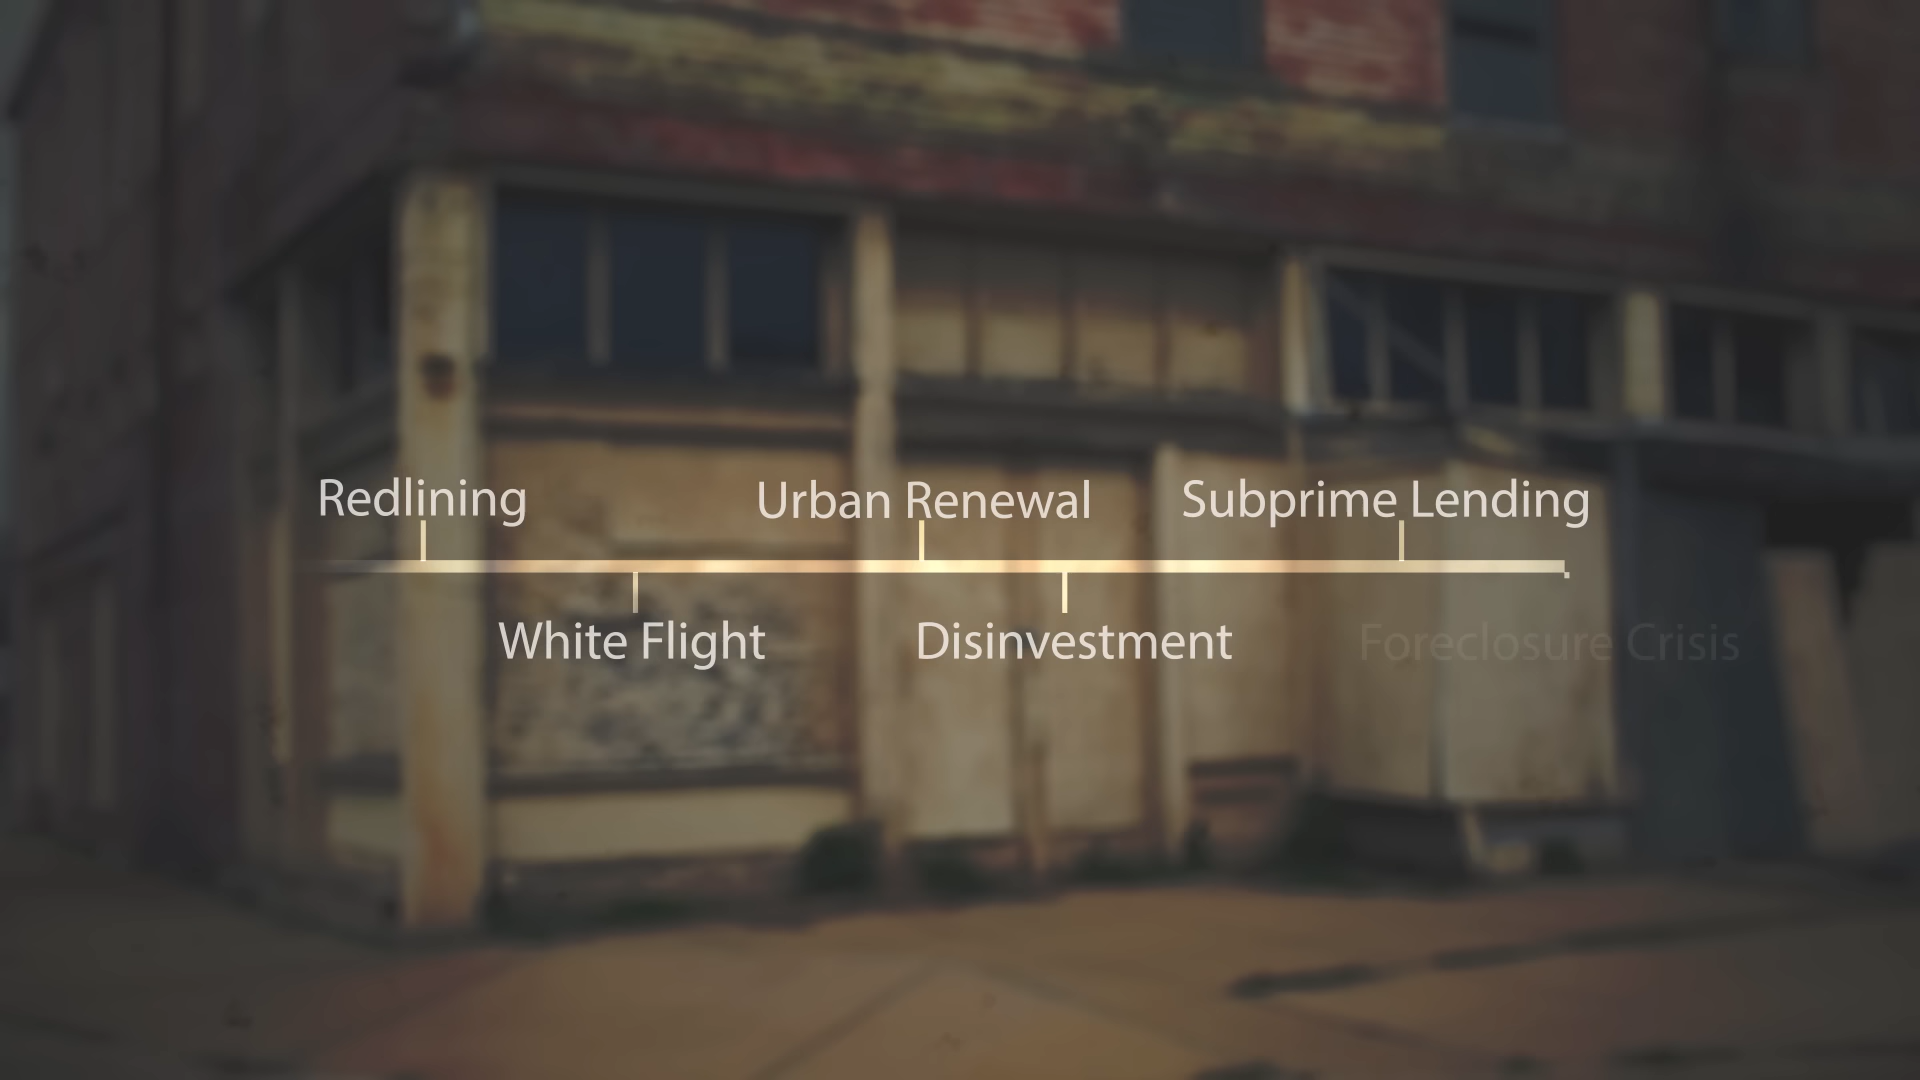 Redlining
Urban Renewal
Subprime Lending
White Flight
Disinvestment
Foreclosure Crisis